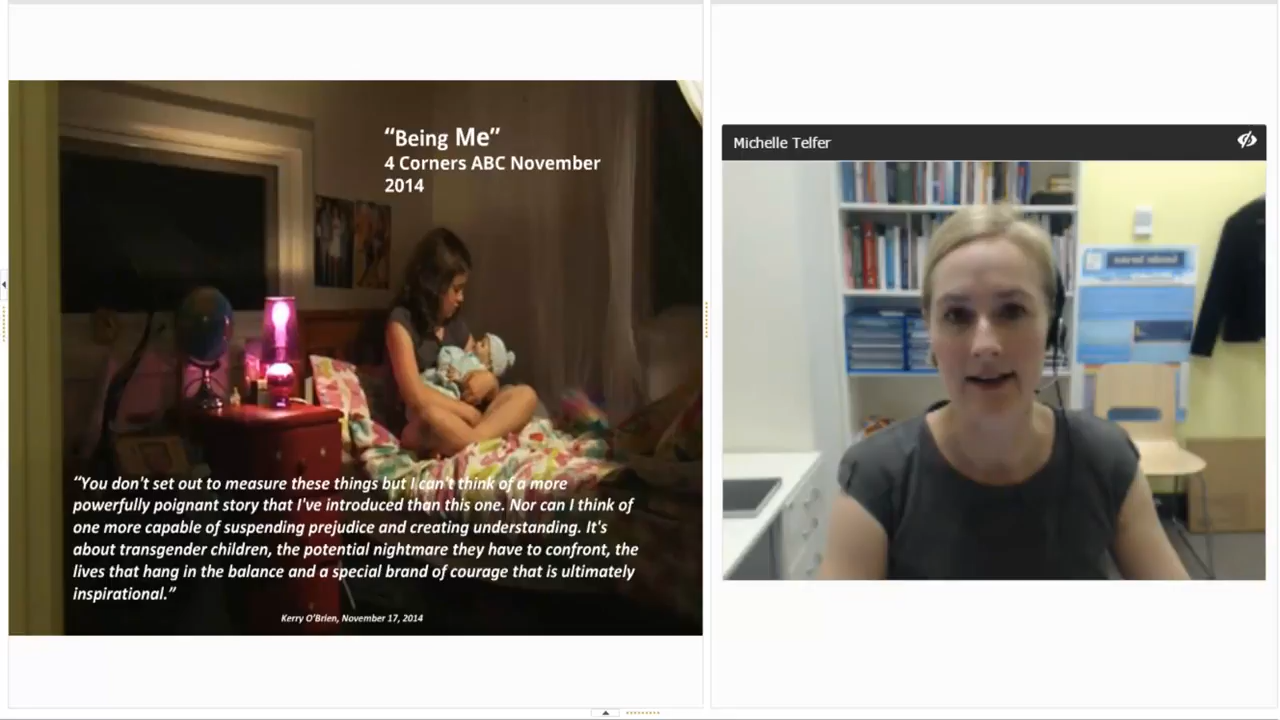 “Being Me”
4 Corners ABC November
2014
“You don't set out to measure these things but I can't think of a more
powerfully poignant story that I've introduced than this one. Nor can I think of
one more capable of suspending prejudice and creating understanding. It's
about transgender children, the potential nightmare they have to confront, the
lives that hang in the balance and a special brand of courage that is ultimately
inspirational.”
Kerry O'Brien, November 17, 2014
Michelle Telfer